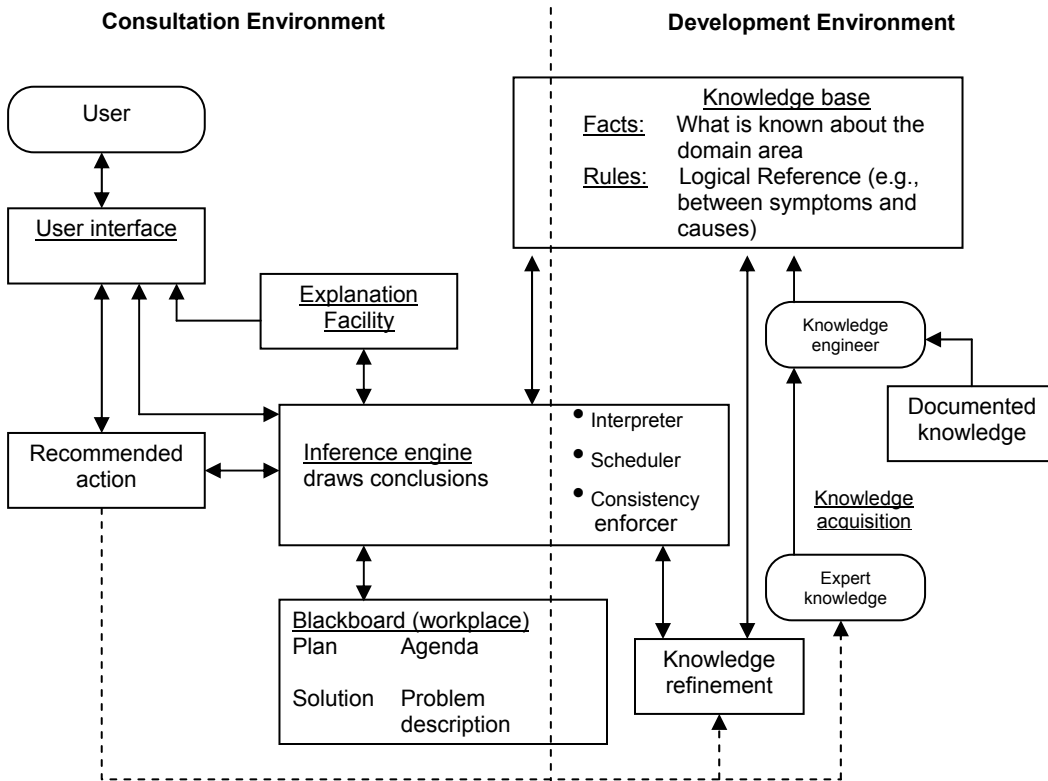 Consultation Environment
Development Environment
User
User interface
Explanation
Facility
Recommended
action
Inference engine
draws conclusions
• Interpreter
• Scheduler
• Consistency
enforcer
Blackboard (workplace)
Plan Agenda
Solution Problem
description
Knowledge base
Facts: What is known about the
domain area
Rules: Logical Reference (e.g.,
between symptoms and
causes)
Knowledge
engineer
Documented
knowledge
Knowledge
acquisition
Expert
knowledge
Knowledge
refinement